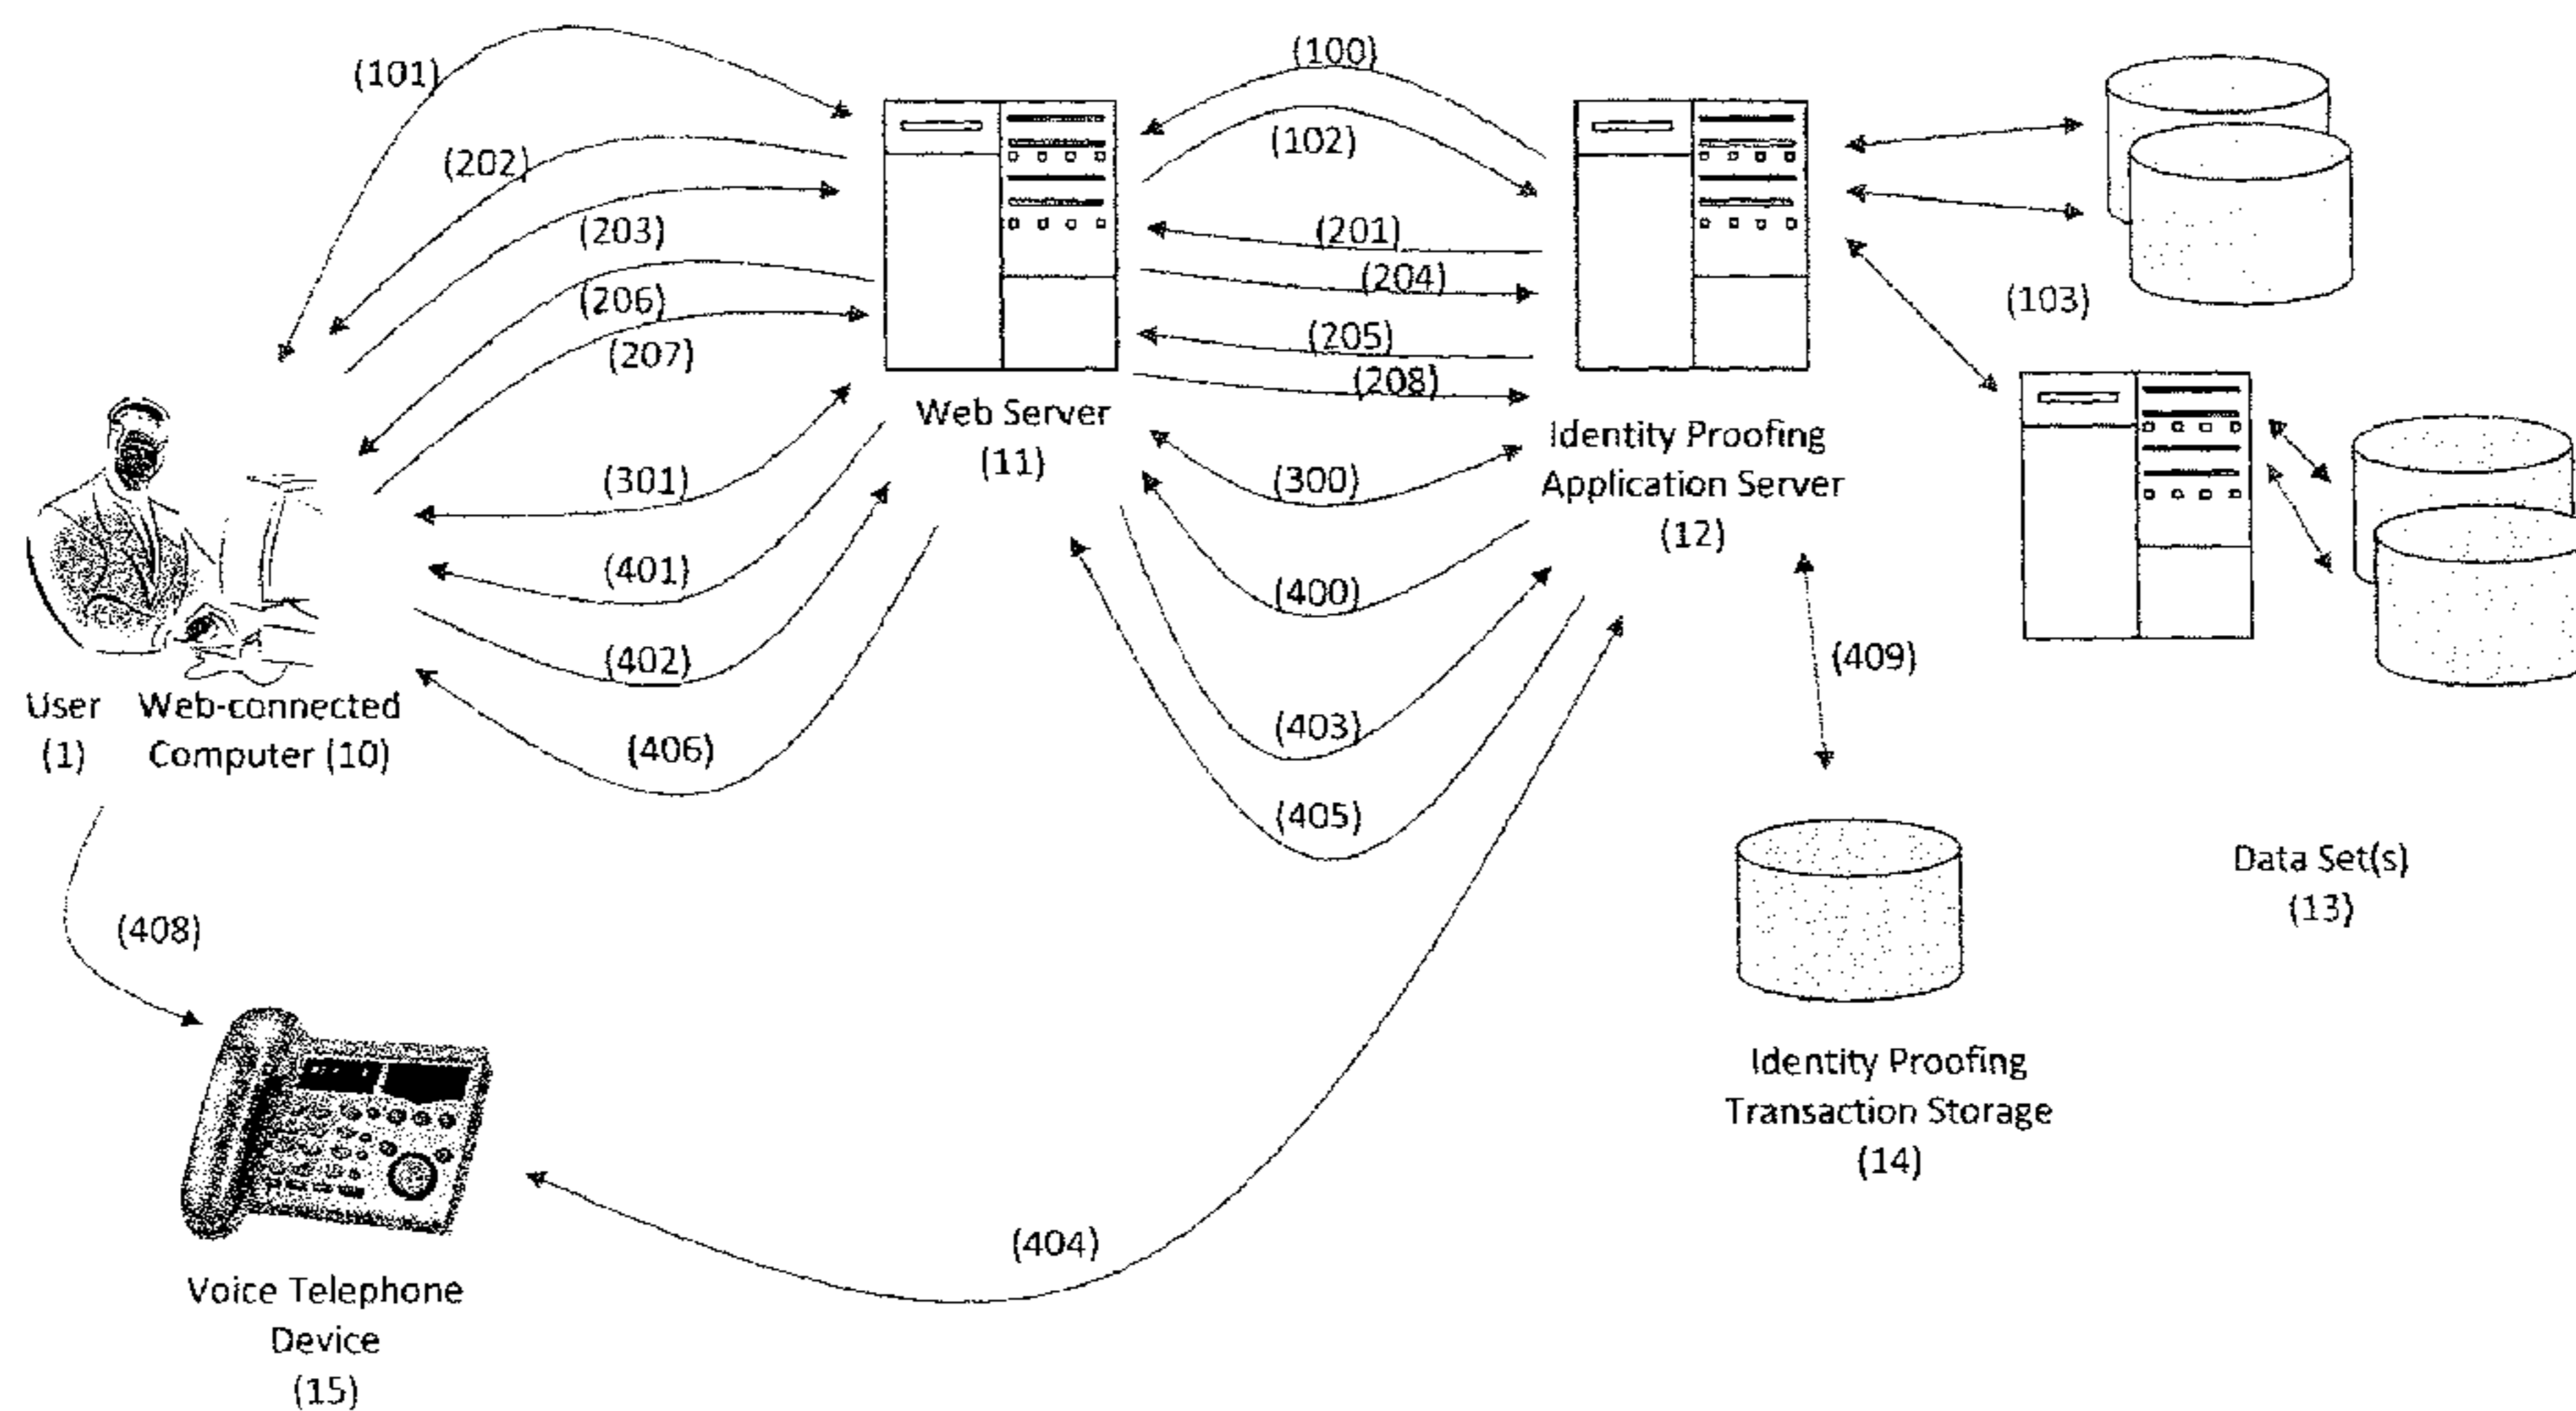 (101)
(100)
(202)
(102)
(203)
(201)
(204)
(206)
(103)
(205)
(207)
(208)
Web Server
(11)
Identity Proofing
Application Server
(12)
(301)
(300)
(401)
(400)
(402)
(409)
User
(1)
Web-connected
Computer (10)
(406)
(403)
(405)
Data Set(s)
(13)
(408)
Identity Proofing
Transaction Storage
(14)
(404)
Voice Telephone
Device
(15)